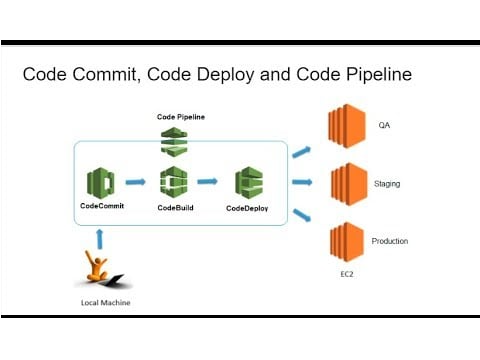 Code Commit, Code Deploy and Code Pipeline
Code Pipeline
QA
CodeCommit
CodeBuild
CodeDeploy
Staging
Production
EC2
Local Machine